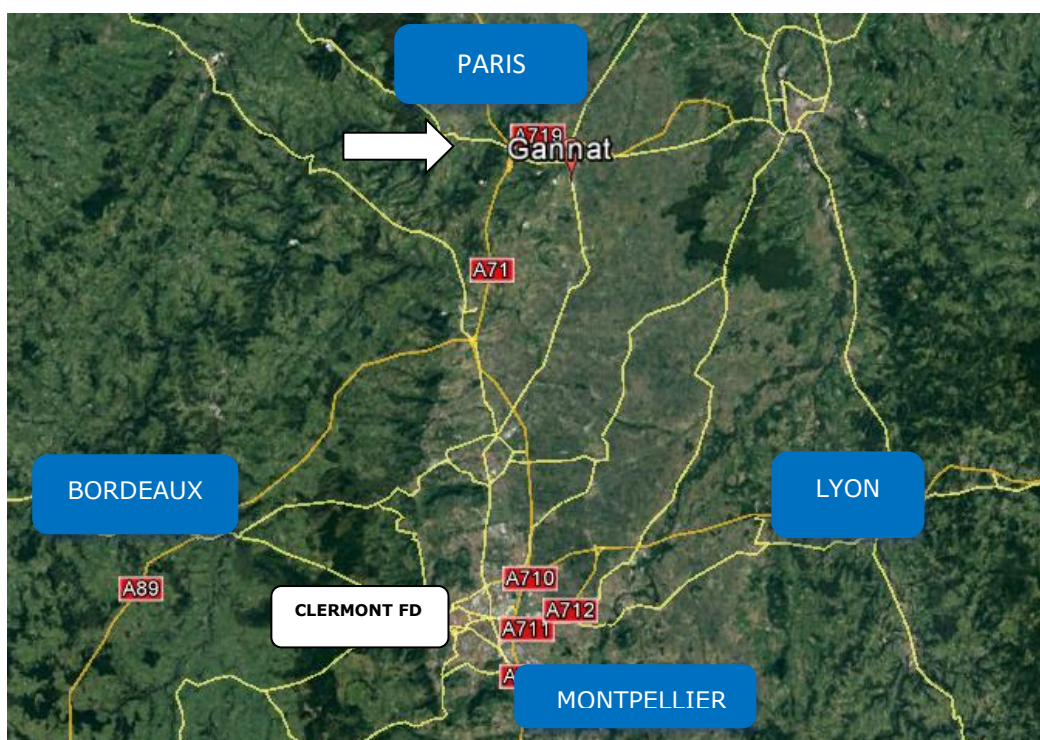 PARIS
A719
Gannat
A71
BORDEAUX
LYON
A89
A710
CLERMONT FD
A712
A711
MONTPELLIER